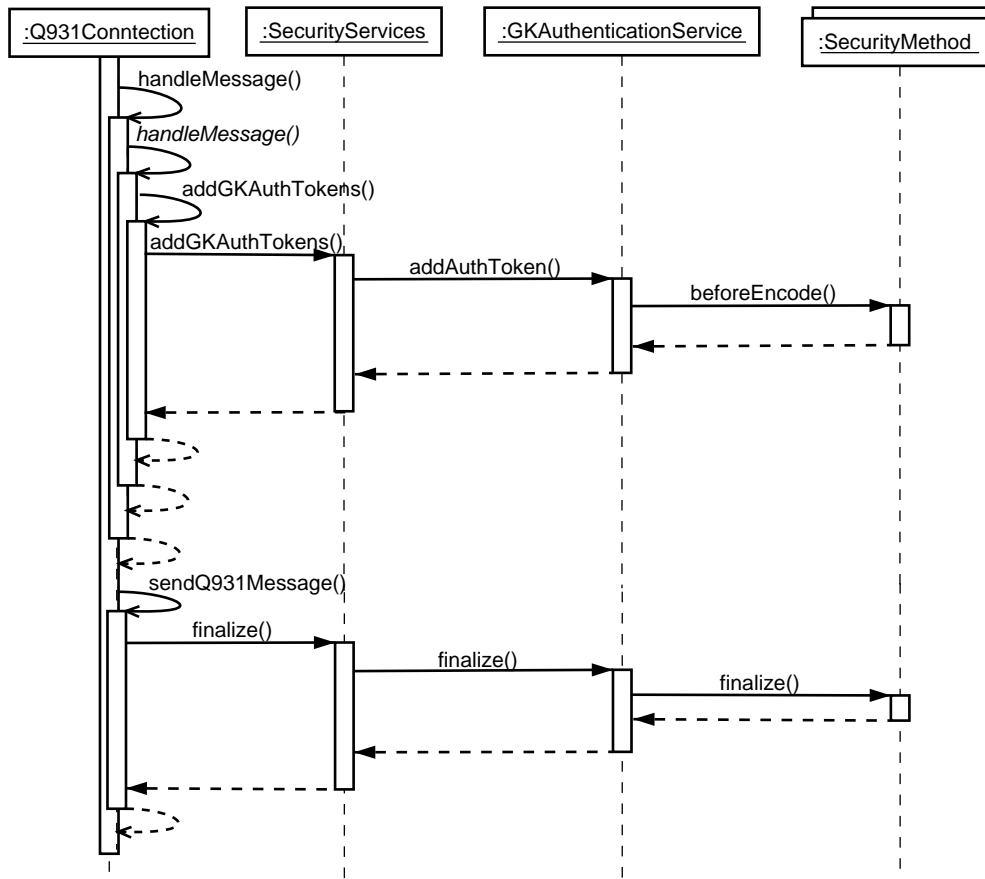 :Q931Conntection
:SecurityServices
:GKAuthenticationService
:SecurityMethod
handleMessage()
handleMessage()
addGKAuthTokens()
addGKAuthTokens()
addAuthToken()
beforeEncode()
sendQ931Message()
finalize()
finalize()
finalize()